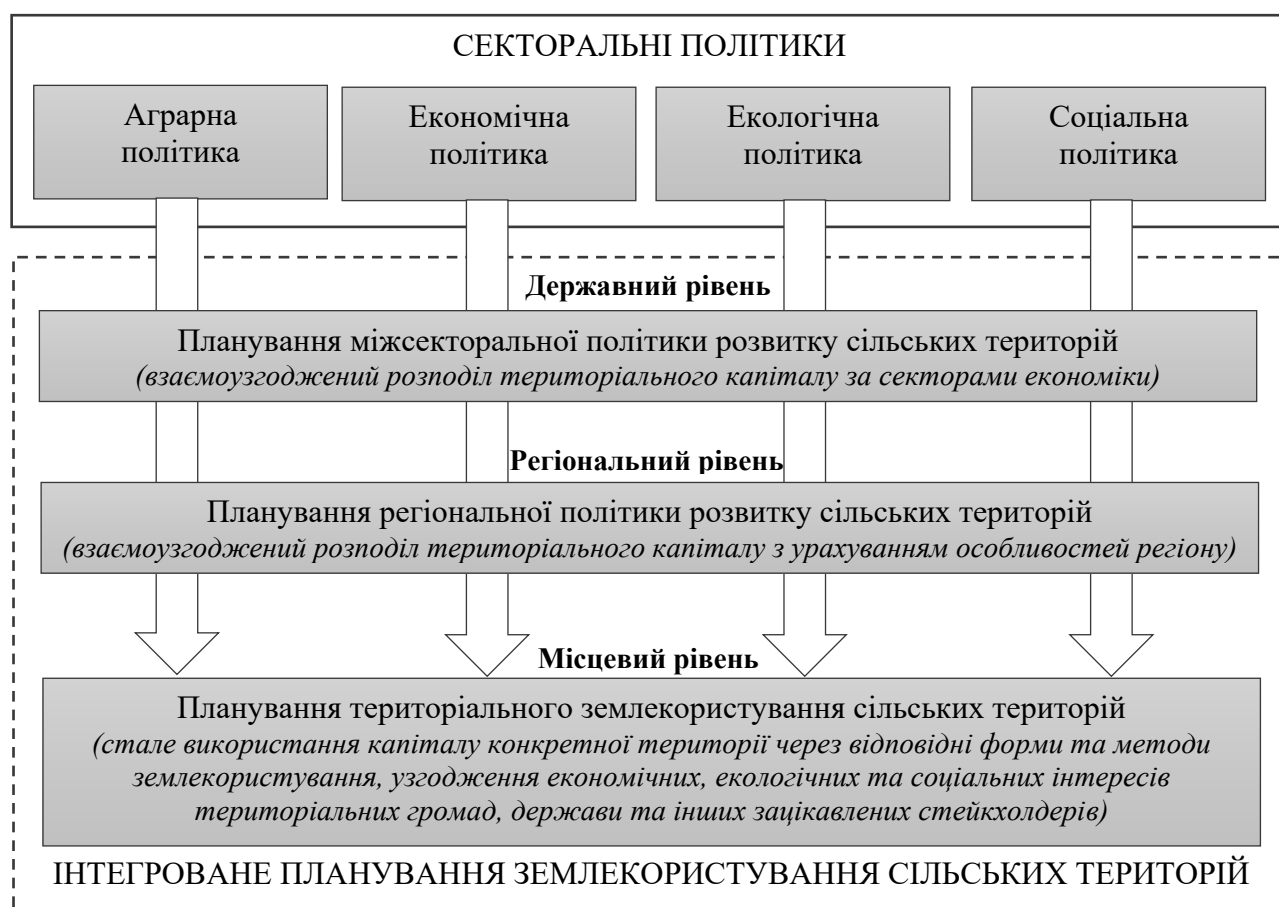 СЕКТОРАЛЬНІ ПОЛІТИКИ
Аграрна
політика
Економічна
політика
Екологічна
політика
Соціальна
політика
Державний рівень
Планування міжсекторальної політики розвитку сільських територій
(взаємоузгоджений розподіл територіального капіталу за секторами економіки)
Регіональний рівень
Планування регіональної політики розвитку сільських територій
(взаємоузгоджений розподіл територіального капіталу з урахуванням особливостей регіону)
Місцевий рівень
Планування територіального землекористування сільських територій
(стале використання капіталу конкретної території через відповідні форми та методи
землекористування, узгодження економічних, екологічних та соціальних інтересів
територіальних громад, держави та інших зацікавлених стейкхолдерів)
ІНТЕГРОВАНЕ ПЛАНУВАННЯ ЗЕМЛЕКОРИСТУВАННЯ СІЛЬСЬКИХ ТЕРИТОРІЙ